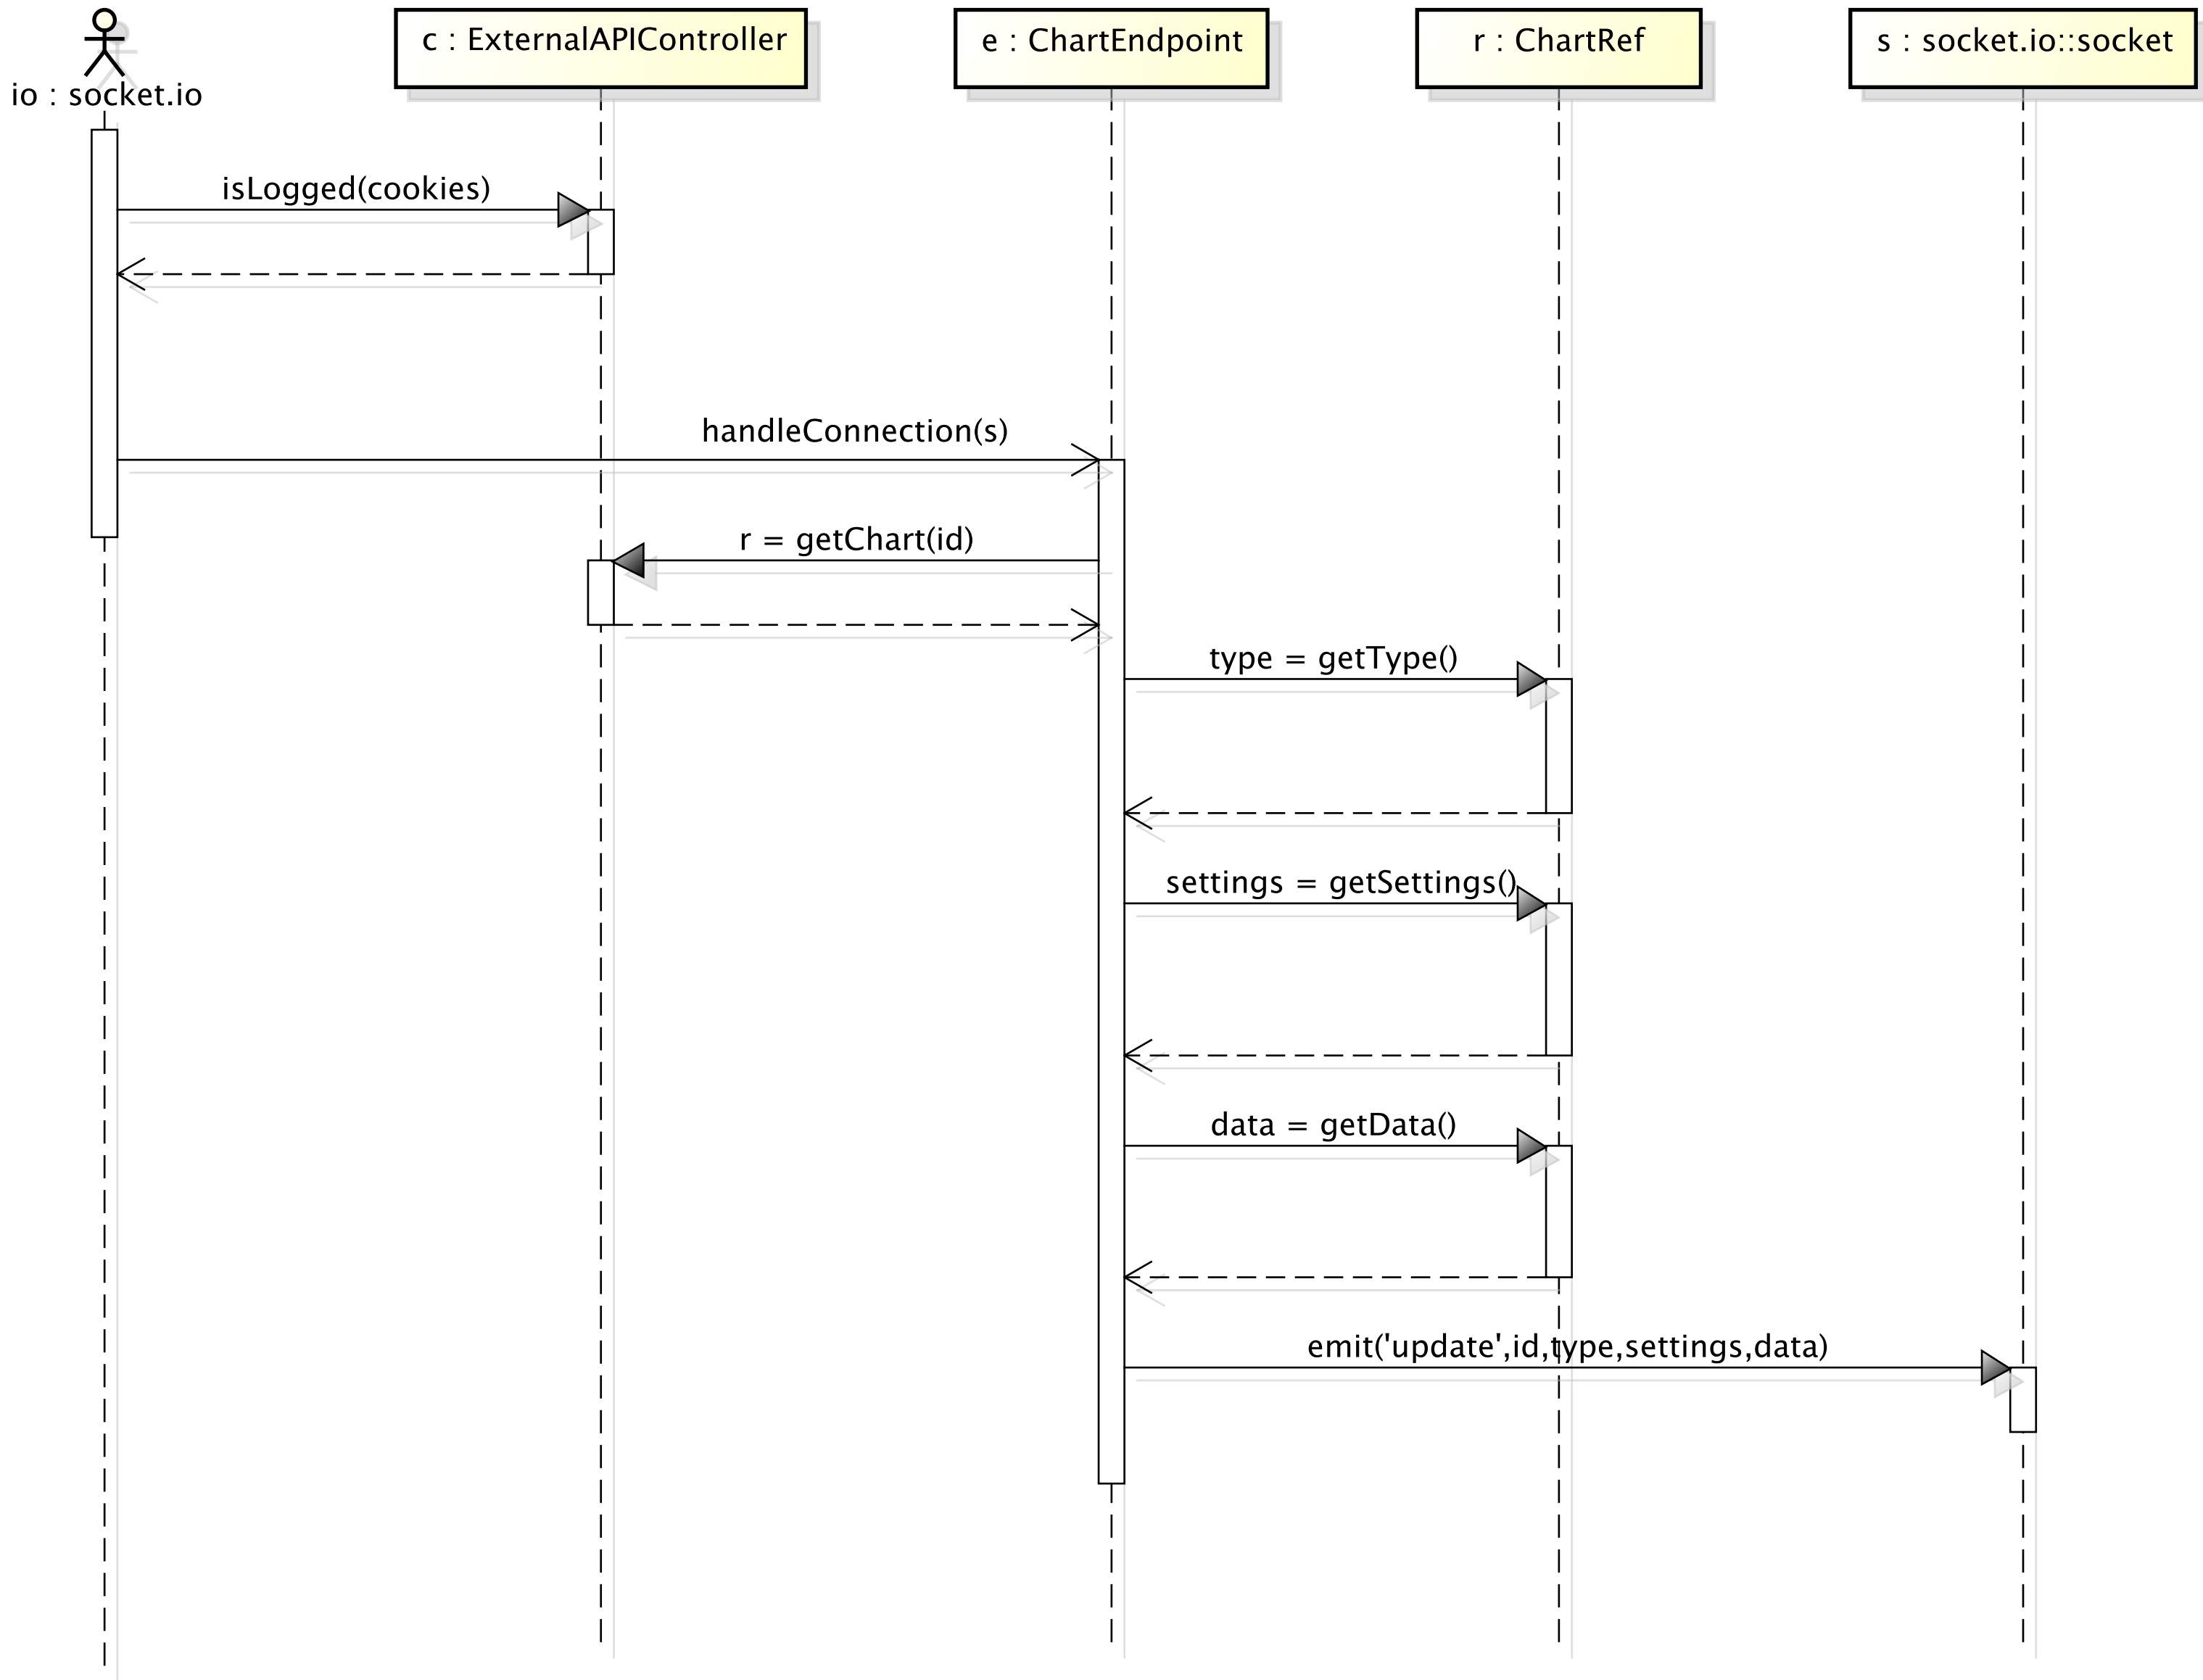 io : socket.io
c : ExternalAPIController
e : ChartEndpoint
r : ChartRef
s : socket.io::socket
isLogged(cookies)
handleConnection(s)
r = getChart(id)
type = getType()
settings = getSettings()
data = getData()
emit('update',id,type,settings,data)